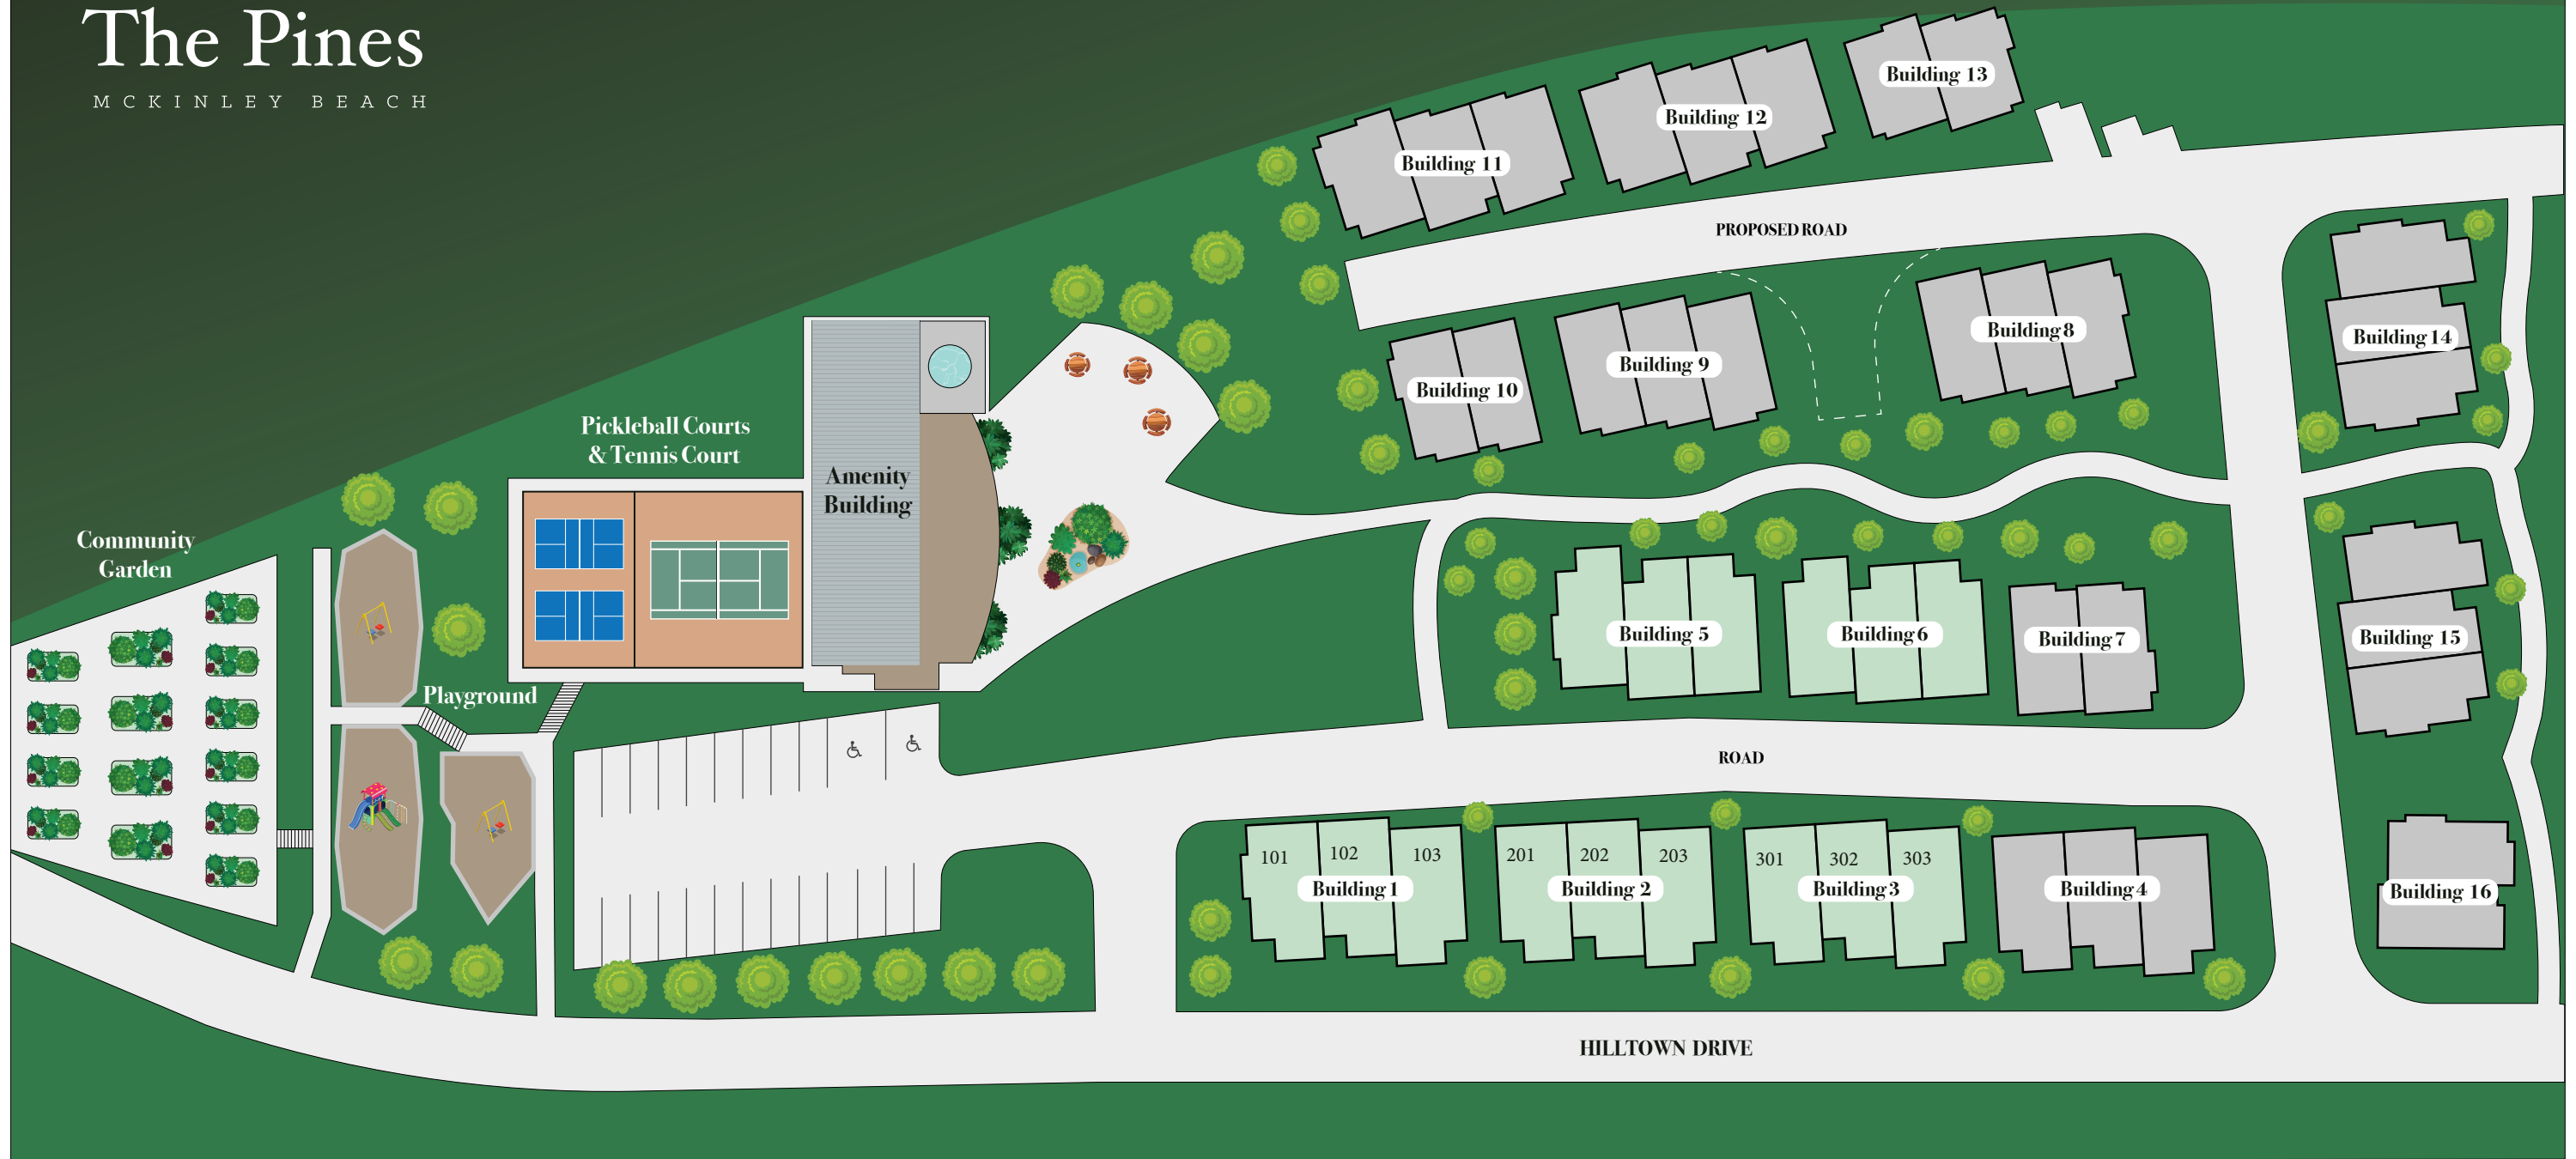 The Pines
MCKINLEY BEACH
Building 13
Building 12
Building 11
PROPOSED ROAD
Building 14
Building 8
Building 9
Building 10
Pickleball Courts
& Tennis Court
Amenity
Building
Community
Garden
Playground
Building 5
Building 6
Building 7
Building 15
ROAD
101
102
103
201
202
203
301
302
303
Building 1
Building 2
Building 3
Building 4
Building 16
HILLTOWN DRIVE